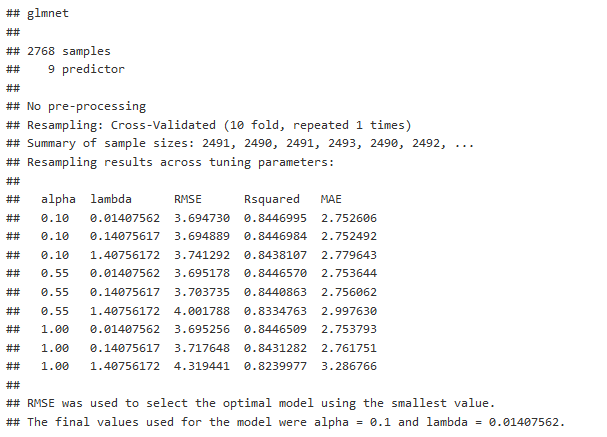 ## glmnet
##
## 2768 samples
##    9 predictor
##
## No pre-processing
## Resampling: Cross-Validated (10 fold, repeated 1 times)
## Summary of sample sizes: 2491, 2490, 2491, 2493, 2490, 2492, ...
## Resampling results across tuning parameters:
##
##   alpha  lambda      RMSE      Rsquared   MAE
##   0.10   0.01407562  3.694730  0.8446995  2.752606
##   0.10   0.14075617  3.694889  0.8446984  2.752492
##   0.10   1.40756172  3.741292  0.8438107  2.779643
##   0.55   0.01407562  3.695178  0.8446570  2.753644
##   0.55   0.14075617  3.703735  0.8440863  2.756062
##   0.55   1.40756172  4.001788  0.8334763  2.997630
##   1.00   0.01407562  3.695256  0.8446509  2.753793
##   1.00   0.14075617  3.717648  0.8431282  2.761751
##   1.00   1.40756172  4.319441  0.8239977  3.286766
##
## RMSE was used to select the optimal model using the smallest value.
## The final values used for the model were alpha = 0.1 and lambda = 0.01407562.